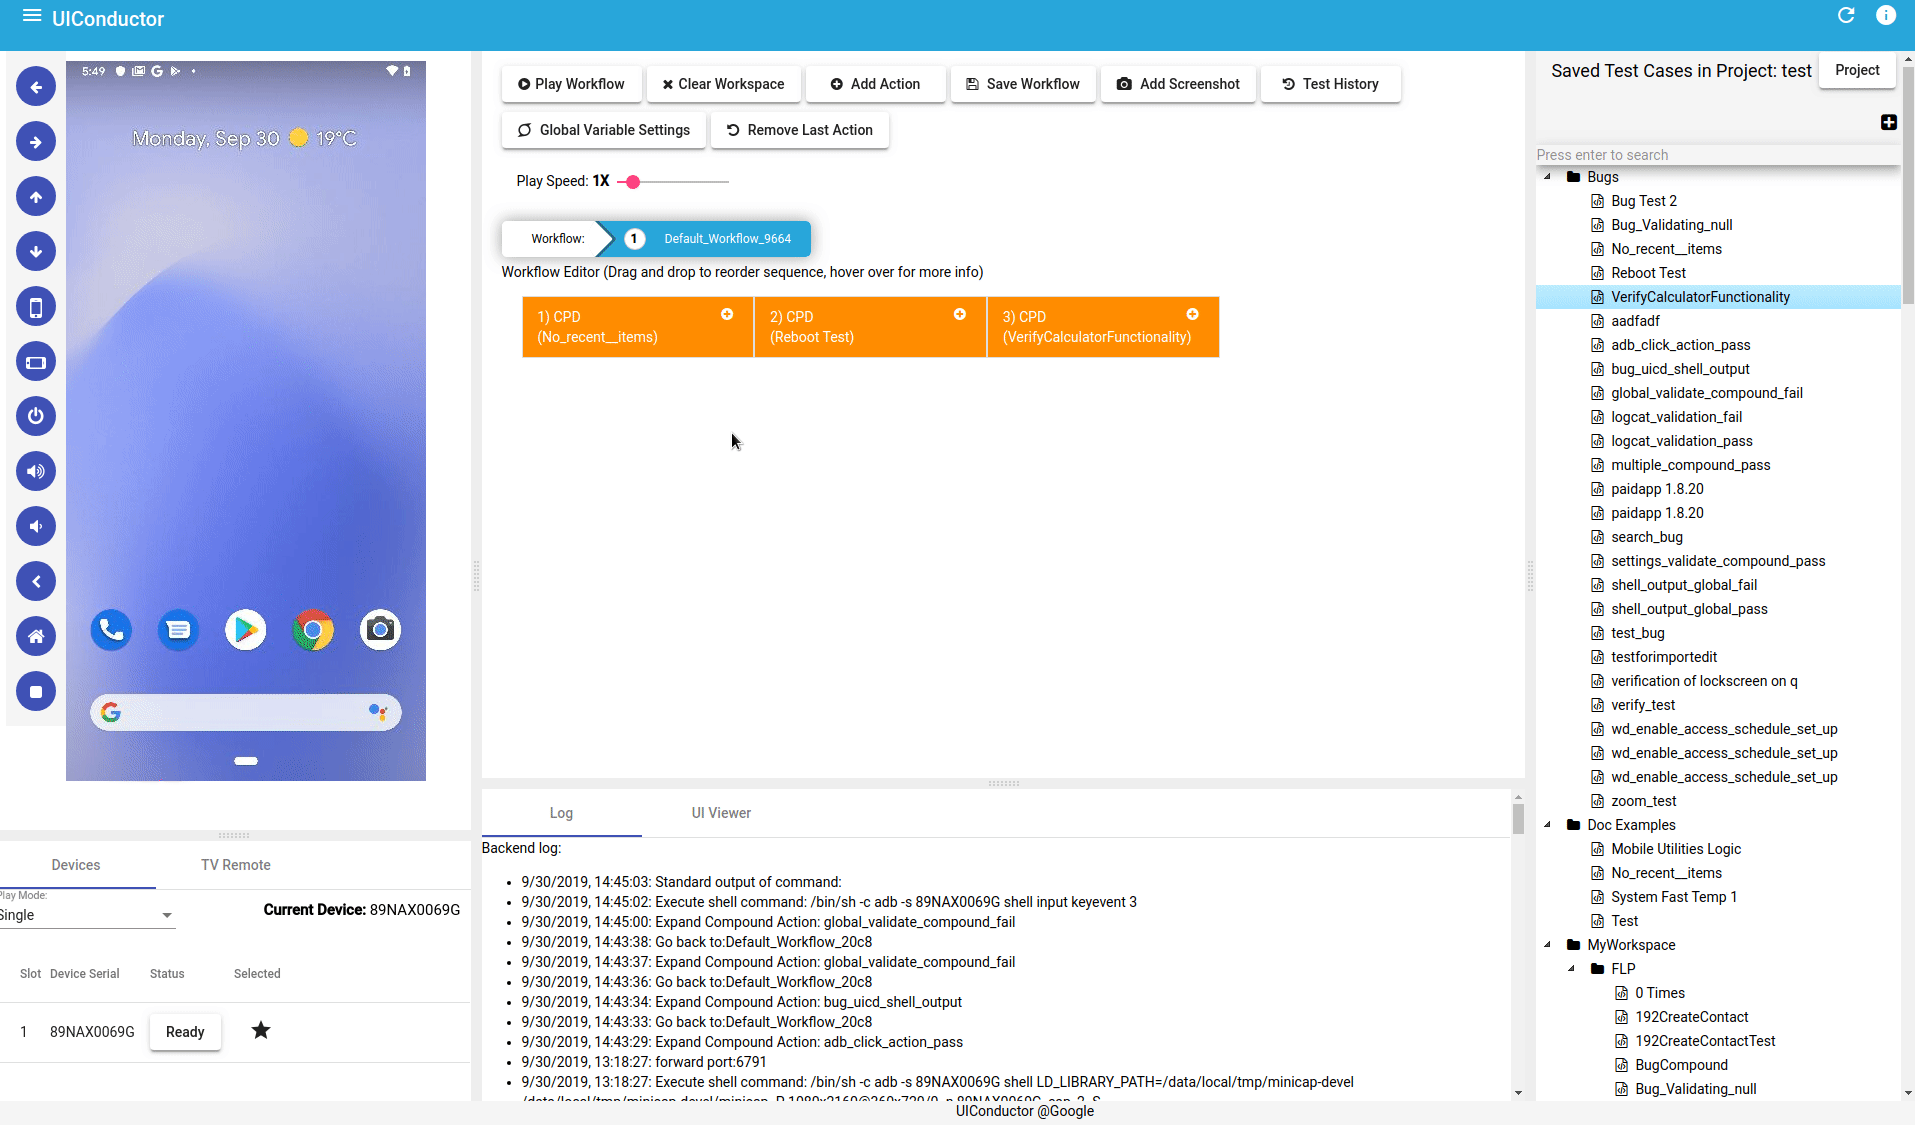 UIConductor
5:49
Monday, Sep 30 19°C
Play Workflow
Clear Workspace
Add Action
Save Workflow
Add Screenshot
Test History
Global Variable Settings
Remove Last Action
Play Speed: 1X
Workflow:
1
Default_Workflow_9664
Workflow Editor (Drag and drop to reorder sequence, hover over for more info)
1) CPD
(No_recent__items)
2) CPD
(Reboot Test)
3) CPD
(VerifyCalculatorFunctionality)
Saved Test Cases in Project: test
Project
Press enter to search
Bugs
Bug Test 2
Bug_Validating_null
No_recent__items
Reboot Test
VerifyCalculatorFunctionality
aadfadf
adb_click_action_pass
bug_uicd_shell_output
global_validate_compound_fail
logcat_validation_fail
logcat_validation_pass
multiple_compound_pass
paidapp 1.8.20
paidapp 1.8.20
search_bug
settings_validate_compound_pass
shell_output_global_fail
shell_output_global_pass
test_bug
testforimportedit
verification of lockscreen on q
verify_test
wd_enable_access_schedule_set_up
wd_enable_access_schedule_set_up
wd_enable_access_schedule_set_up
zoom_test
Doc Examples
Mobile Utilities Logic
No_recent__items
System Fast Temp 1
Test
MyWorkspace
FLP
0 Times
192CreateContact
192CreateContactTest
BugCompound
Bug_Validating_null
Devices
TV Remote
Play Mode:
Single
Current Device: 89NAX0069G
Slot Device Serial Status Selected
1 89NAX0069G Ready
Log
UI Viewer
Backend log:
9/30/2019, 14:45:03: Standard output of command:
9/30/2019, 14:45:02: Execute shell command: /bin/sh -c adb -s 89NAX0069G shell input keyevent 3
9/30/2019, 14:45:00: Expand Compound Action: global_validate_compound_fail
9/30/2019, 14:43:38: Go back to:Default_Workflow_20c8
9/30/2019, 14:43:37: Expand Compound Action: global_validate_compound_fail
9/30/2019, 14:43:36: Go back to:Default_Workflow_20c8
9/30/2019, 14:43:34: Expand Compound Action: bug_uicd_shell_output
9/30/2019, 14:43:33: Go back to:Default_Workflow_20c8
9/30/2019, 14:43:29: Expand Compound Action: adb_click_action_pass
9/30/2019, 13:18:27: forward port:6791
9/30/2019, 13:18:27: Execute shell command: /bin/sh -c adb -s 89NAX0069G shell LD_LIBRARY_PATH=/data/local/tmp/minicap-devel
UIConductor @Google